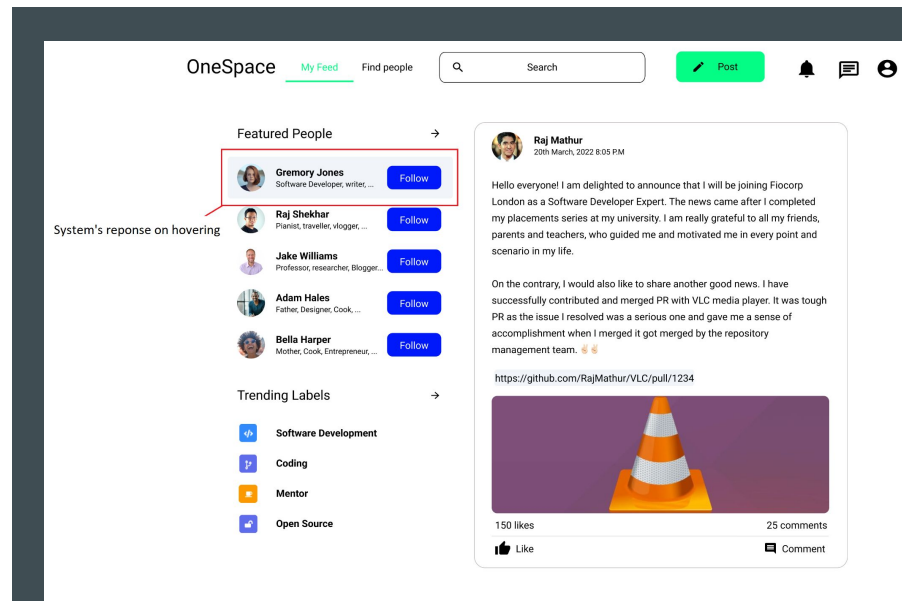 OneSpace
My Feed
Find people
Search
Post
Featured People
Gremory Jones
Software Developer, writer, ...
Follow
System's reponse on hovering
Raj Shekhar
Pianist, traveller, vlogger, ...
Follow
Jake Williams
Professor, researcher, Blogger...
Follow
Adam Hales
Father, Designer, Cook, ...
Follow
Bella Harper
Mother, Cook, Entrepreneur, ...
Follow
Trending Labels
Software Development
Coding
Mentor
Open Source
Raj Mathur
20th March, 2022 8:05 P.M
Hello everyone! I am delighted to announce that I will be joining Fiocorp
London as a Software Developer Expert. The news came after I completed
my placements series at my university. I am really grateful to all my friends,
parents and teachers, who guided me and motivated me in every point and
scenario in my life.
On the contrary, I would also like to share another good news. I have
successfully contributed and merged PR with VLC media player. It was tough
PR as the issue I resolved was a serious one and gave me a sense of
accomplishment when I merged it got merged by the repository
management team. ✌🏻✌🏻
https://github.com/RajMathur/VLC/pull/1234
150 likes
25 comments
Like
Comment